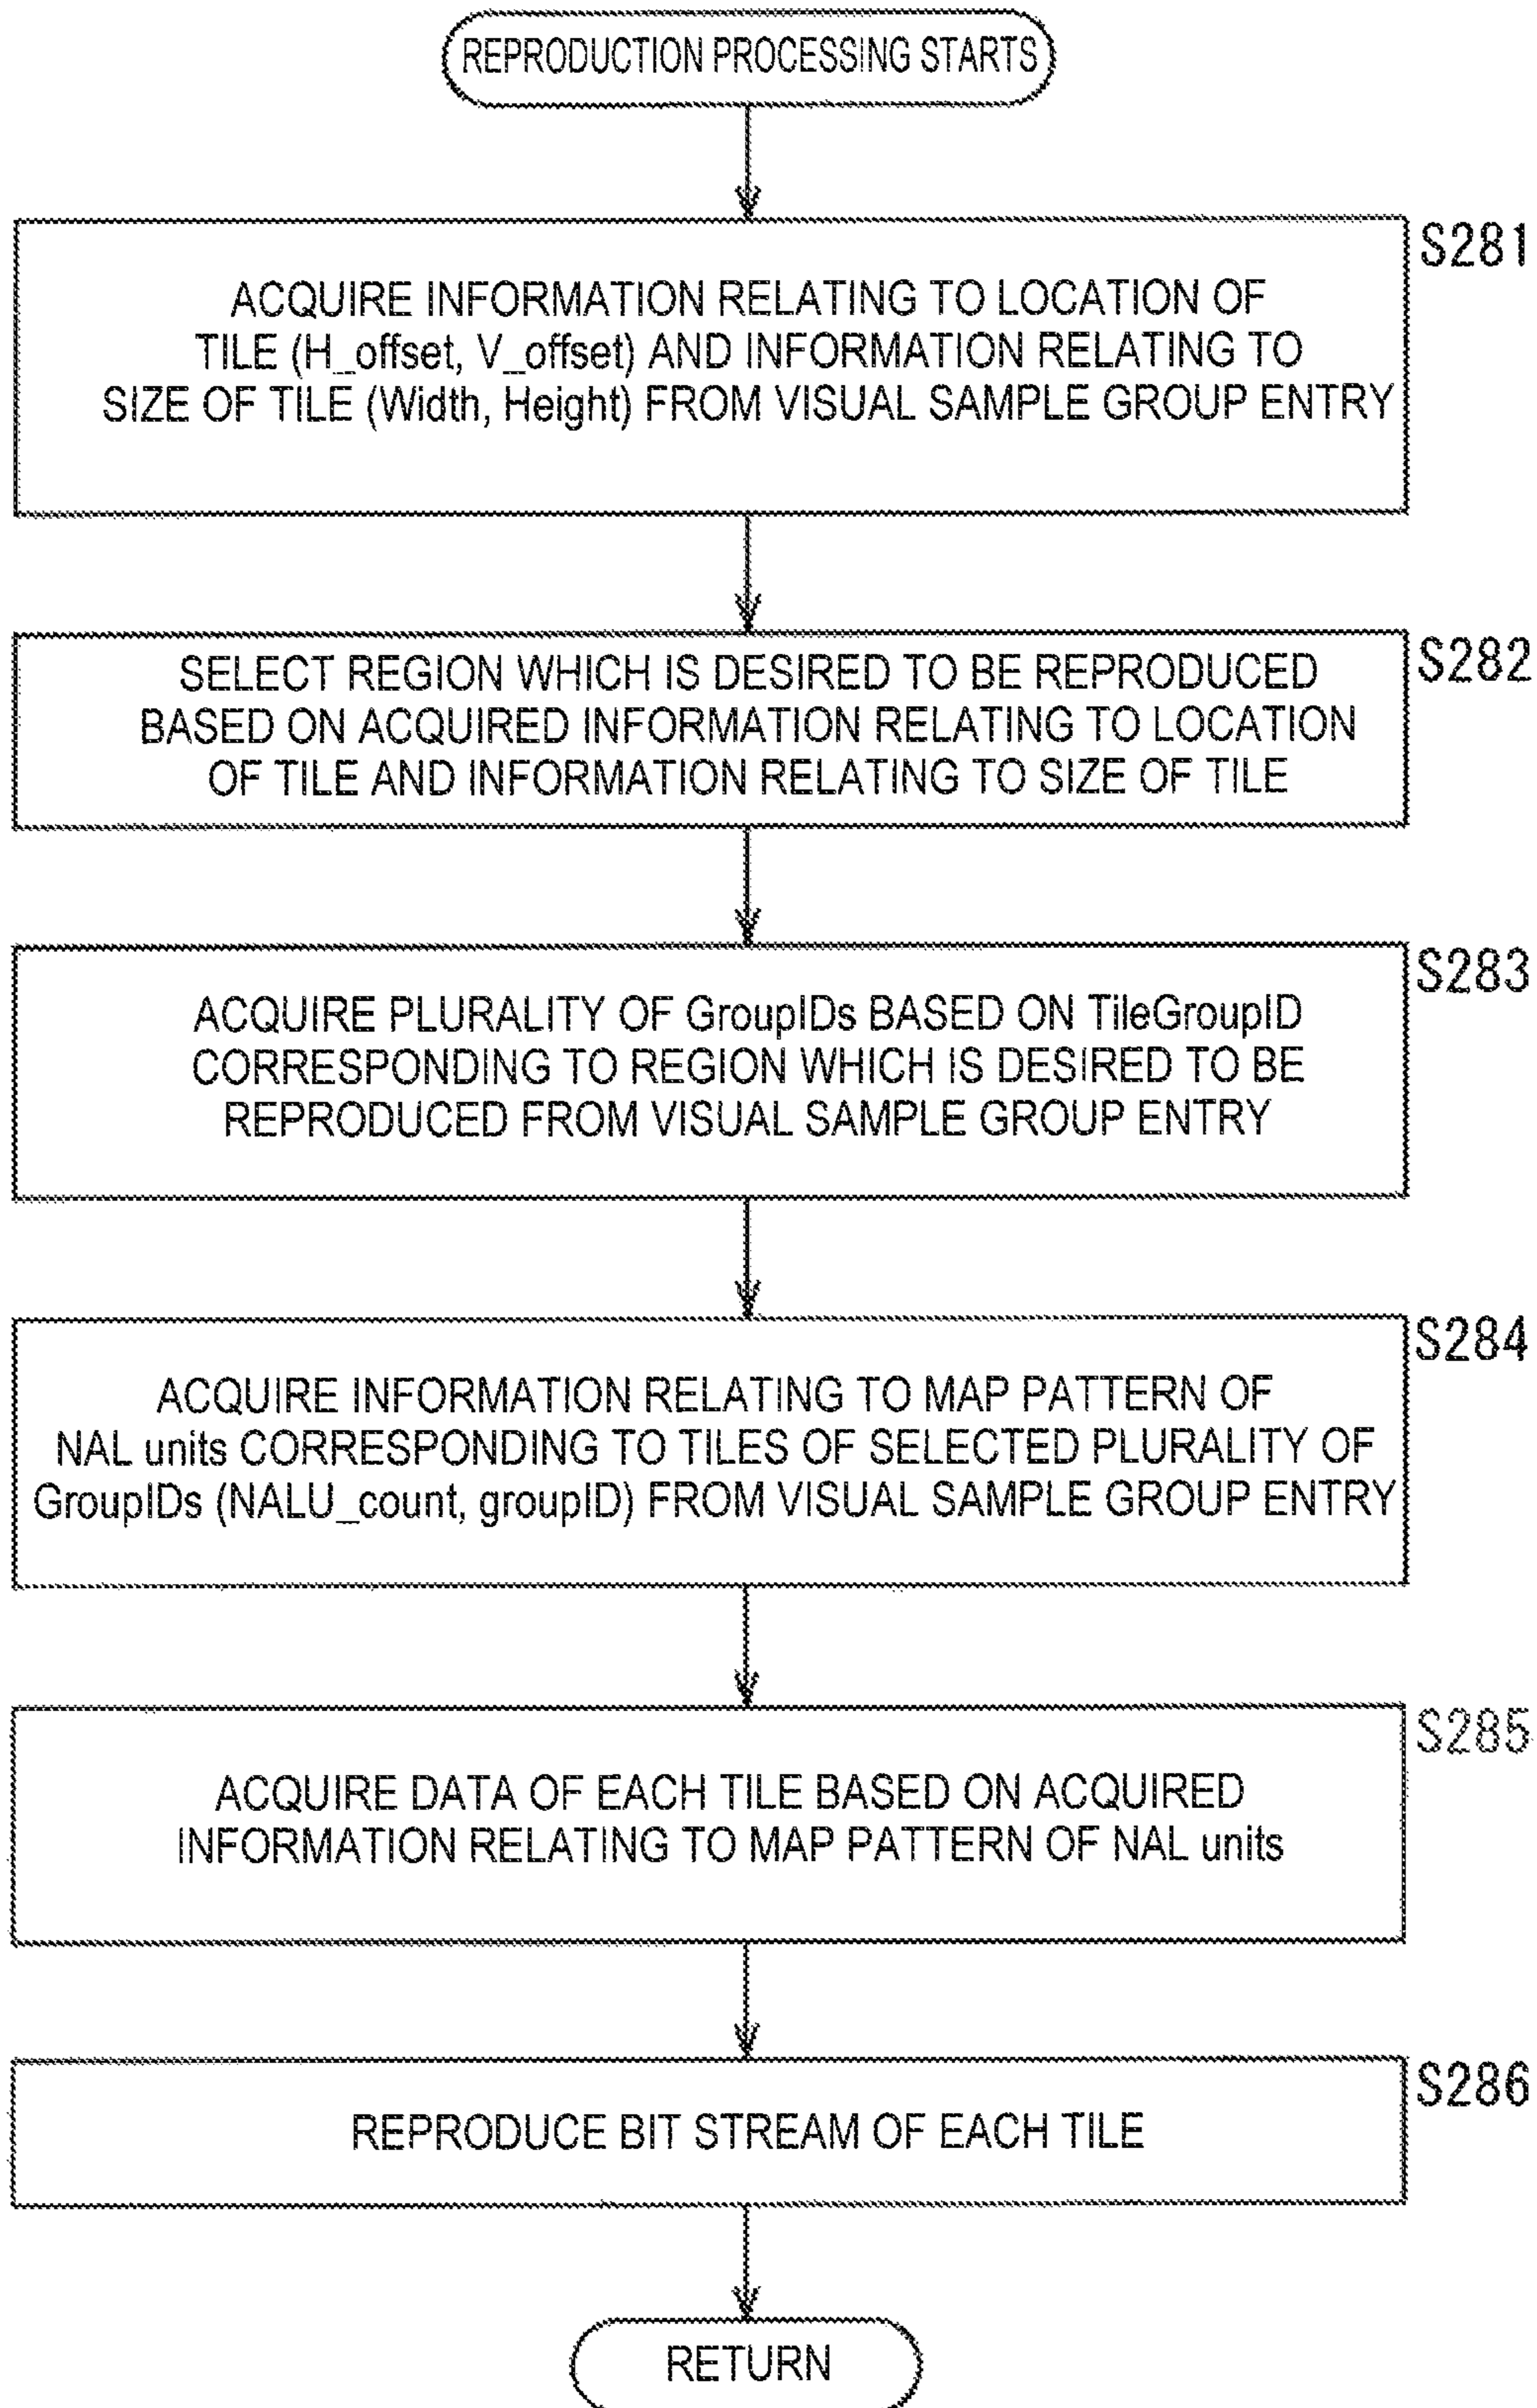 REPRODUCTION PROCESSING STARTS
S281
ACQUIRE INFORMATION RELATING TO LOCATION OF
TILE (H_offset, V_offset) AND INFORMATION RELATING TO
SIZE OF TILE (Width, Height) FROM VISUAL SAMPLE GROUP ENTRY
S282
SELECT REGION WHICH IS DESIRED TO BE REPRODUCED
BASED ON ACQUIRED INFORMATION RELATING TO LOCATION
OF TILE AND INFORMATION RELATING TO SIZE OF TILE
S283
ACQUIRE PLURALITY OF GroupIDs BASED ON TileGroupID
CORRESPONDING TO REGION WHICH IS DESIRED TO BE
REPRODUCED FROM VISUAL SAMPLE GROUP ENTRY
S284
ACQUIRE INFORMATION RELATING TO MAP PATTERN OF
NAL units CORRESPONDING TO TILES OF SELECTED PLURALITY OF
GroupIDs (NALU_count, groupID) FROM VISUAL SAMPLE GROUP ENTRY
S285
ACQUIRE DATA OF EACH TILE BASED ON ACQUIRED
INFORMATION RELATING TO MAP PATTERN OF NAL units
S286
REPRODUCE BIT STREAM OF EACH TILE
RETURN